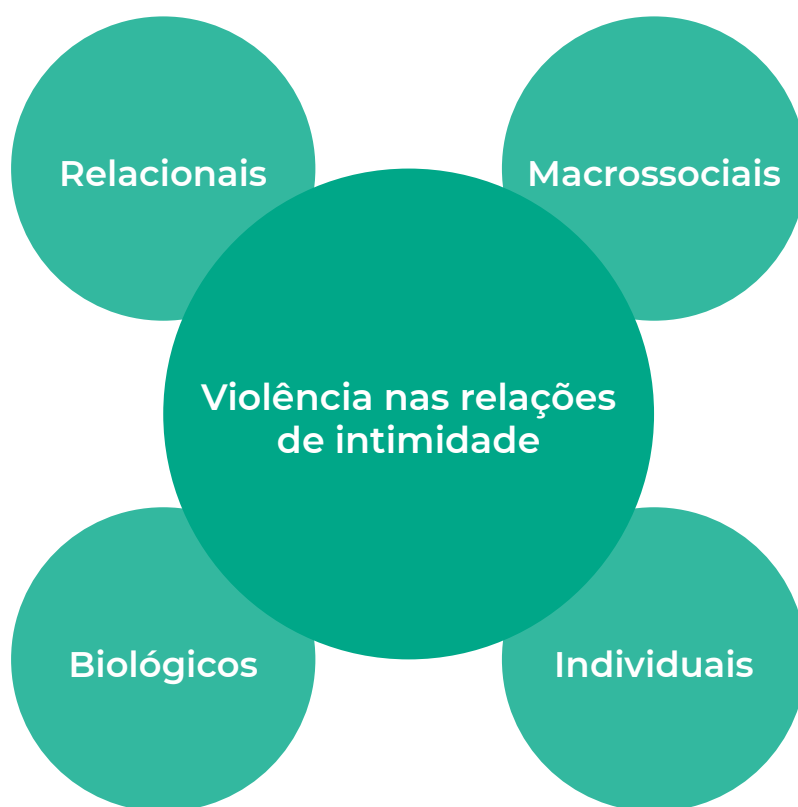 Relacionais
Macrossociais
Violência nas relações
de intimidade
Biológicos
Individuais